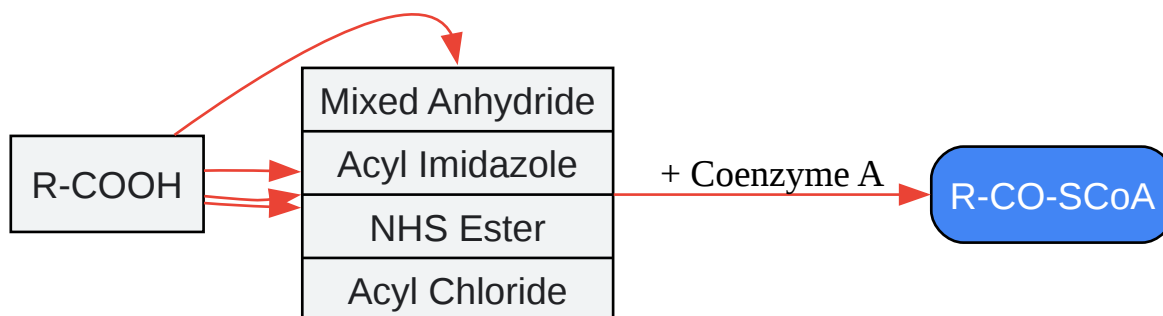 R-COOH
Mixed Anhydride
Acyl Imidazole
NHS Ester
Acyl Chloride
+ Coenzyme A
R-CO-SCoA